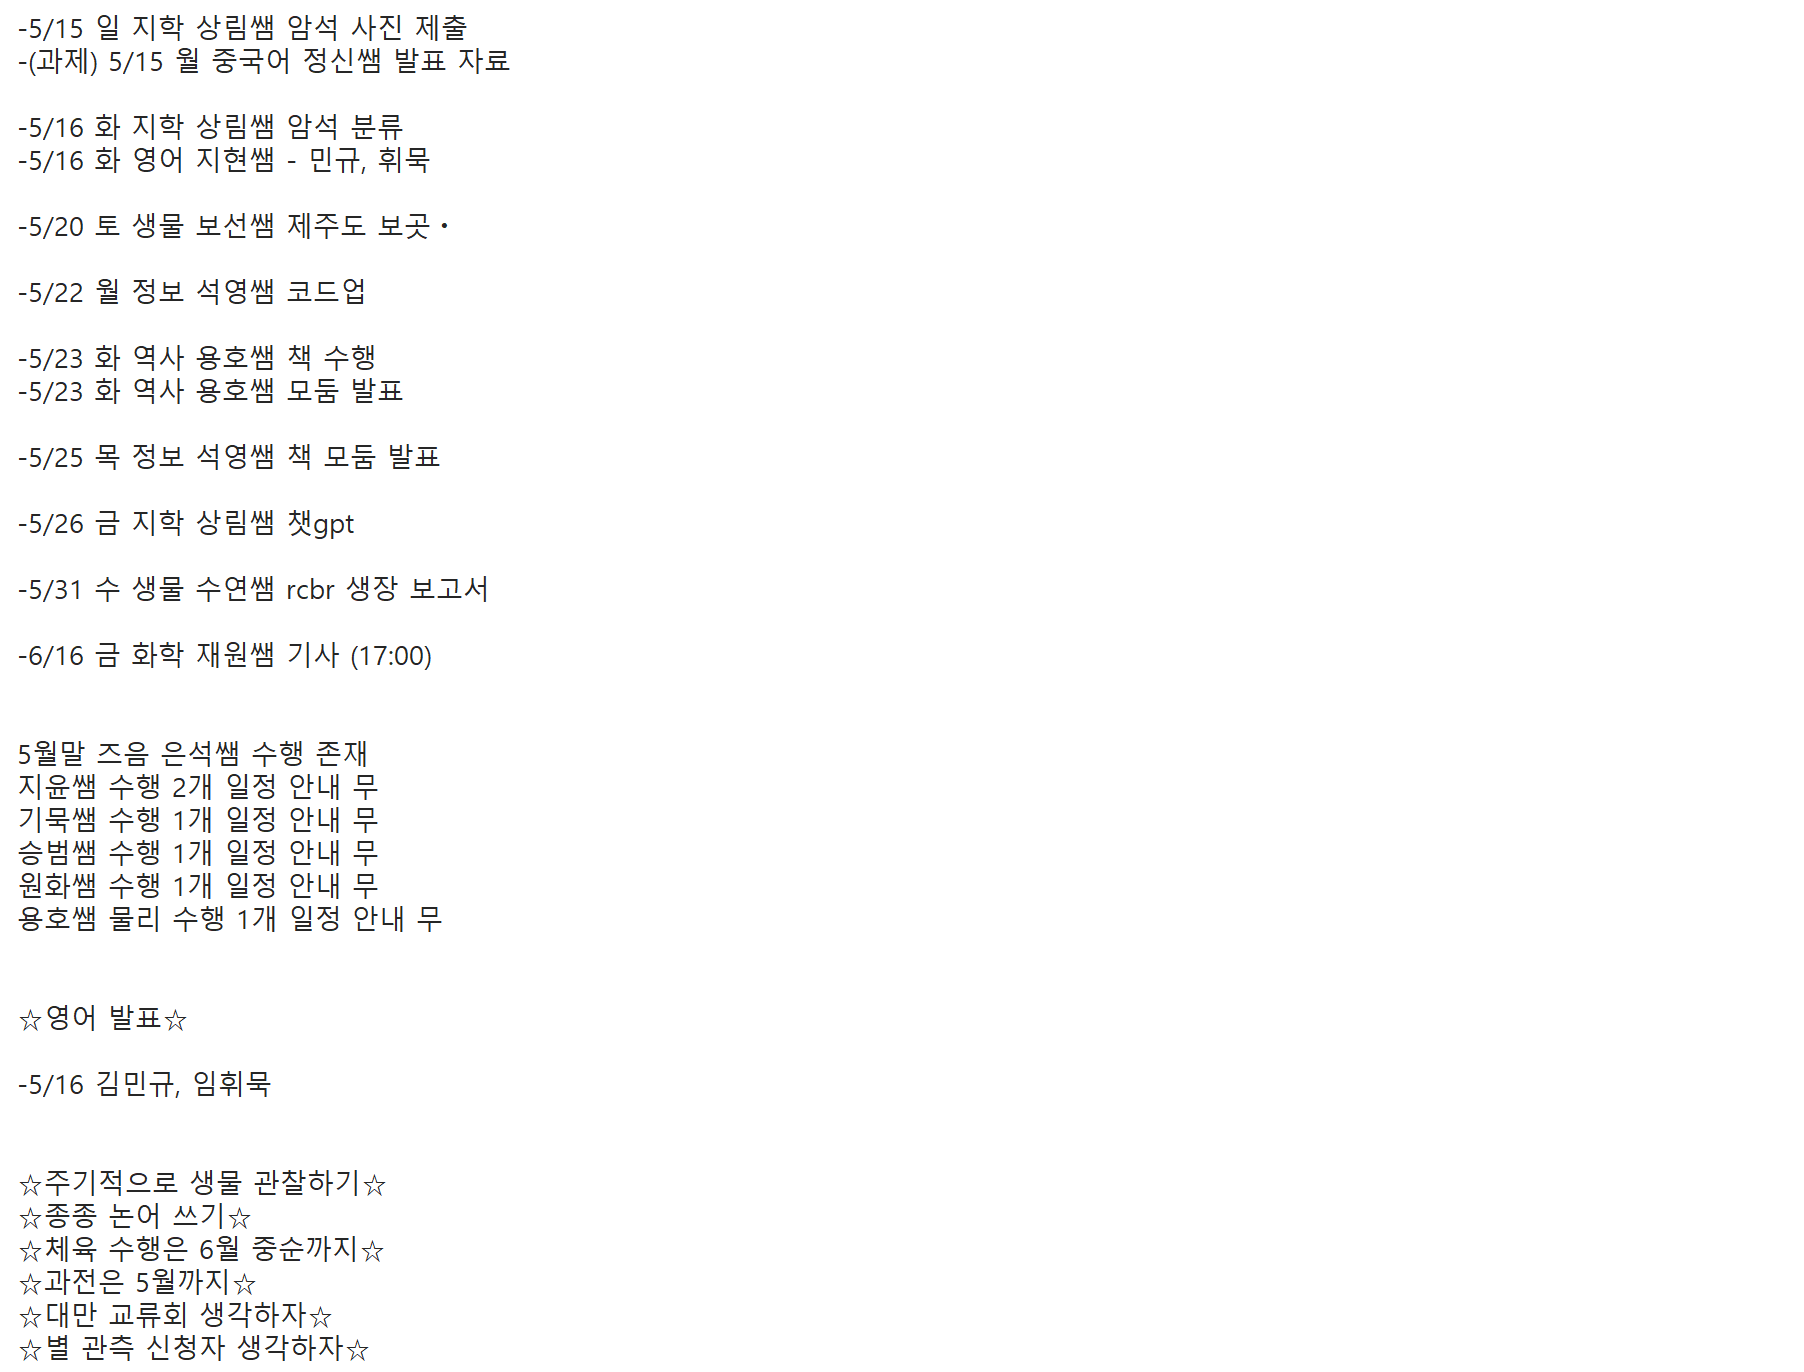 -5/15 일 지학 상림쌤 암석 사진 제출
-(과제) 5/15 월 중국어 정신쌤 발표 자료
-5/16 화 지학 상림쌤 암석 분류
-5/16 화 영어 지현쌤 - 민규, 휘묵
-5/20 토 생물 보선쌤 제주도 보곳•
-5/22 월 정보 석영쌤 코드업
-5/23 화 역사 용호쌤 책 수행
-5/23 화 역사 용호쌤 모둠 발표
-5/25 목 정보 석영쌤 책 모둠 발표
-5/26 금 지학 상림쌤 챗gpt
-5/31 수 생물 수연쌤 rcbr 생장 보고서
-6/16 금 화학 재원쌤 기사 (17:00)
5월말 즈음 은석쌤 수행 존재
지윤쌤 수행 2개 일정 안내 무
기묵쌤 수행 1개 일정 안내 무
승범쌤 수행 1개 일정 안내 무
원화쌤 수행 1개 일정 안내 무
용호쌤 물리 수행 1개 일정 안내 무
☆영어 발표☆
-5/16 김민규, 임휘묵
☆주기적으로 생물 관찰하기☆
☆종종 논어 쓰기☆
☆체육 수행은 6월 중순까지☆
☆과전은 5월까지☆
☆대만 교류회 생각하자☆
☆별 관측 신청자 생각하자☆